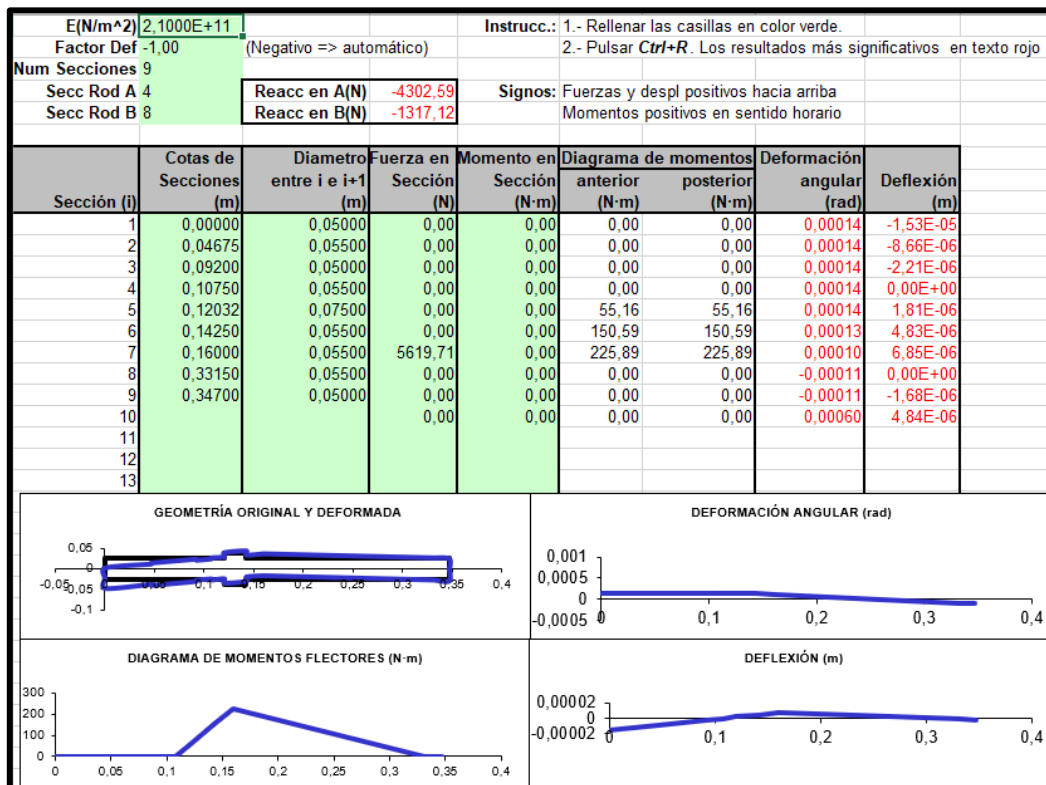 E(N/m^2) 2,1000E+11 Instrucc.: 1.- Rellenar las casillas en color verde.
Factor Def -1,00 (Negativo => automático) 2.- Pulsar Ctrl+R. Los resultados más significativos en texto rojo
Num Secciones 9
Secc Rod A 4 Reacc en A(N) -4302,59 Signos: Fuerzas y despl positivos hacia arriba
Secc Rod B 8 Reacc en B(N) -1317,12 Momentos positivos en sentido horario
Cotas de Diametro Fuerza en Momento en Diagrama de momentos Deformación
Secciones entre i e i+1 Sección Sección anterior posterior angular Deflexión
Sección (i) (m) (m) (N) (N·m) (N·m) (N·m) (rad) (m)
1 0,00000 0,05000 0,00 0,00 0,00 0,00 0,00014 -1,53E-05
2 0,04675 0,05500 0,00 0,00 0,00 0,00 0,00014 -8,66E-06
3 0,09200 0,05000 0,00 0,00 0,00 0,00 0,00014 -2,21E-06
4 0,10750 0,05500 0,00 0,00 0,00 0,00 0,00014 0,00E+00
5 0,12032 0,07500 0,00 0,00 55,16 55,16 0,00014 1,81E-06
6 0,14250 0,05500 0,00 0,00 150,59 150,59 0,00013 4,83E-06
7 0,16000 0,05500 5619,71 0,00 225,89 225,89 0,00010 6,85E-06
8 0,33150 0,05500 0,00 0,00 0,00 0,00 -0,00011 0,00E+00
9 0,34700 0,05000 0,00 0,00 0,00 0,00 -0,00011 -1,68E-06
10 0,00 0,00 0,00 0,00 0,00060 4,84E-06
11
12
13
GEOMETRÍA ORIGINAL Y DEFORMADA
0,05
0
-0,05 0 0,05 0,1 0,15 0,2 0,25 0,3 0,35 0,4
-0,05
-0,1
DEFORMACIÓN ANGULAR (rad)
0,001
0,0005
0
-0,0005 0 0,1 0,2 0,3 0,4
DIAGRAMA DE MOMENTOS FLECTORES (N·m)
300
200
100
0
0 0,05 0,1 0,15 0,2 0,25 0,3 0,35 0,4
DEFLEXIÓN (m)
0,00002
0
-0,00002 0 0,1 0,2 0,3 0,4